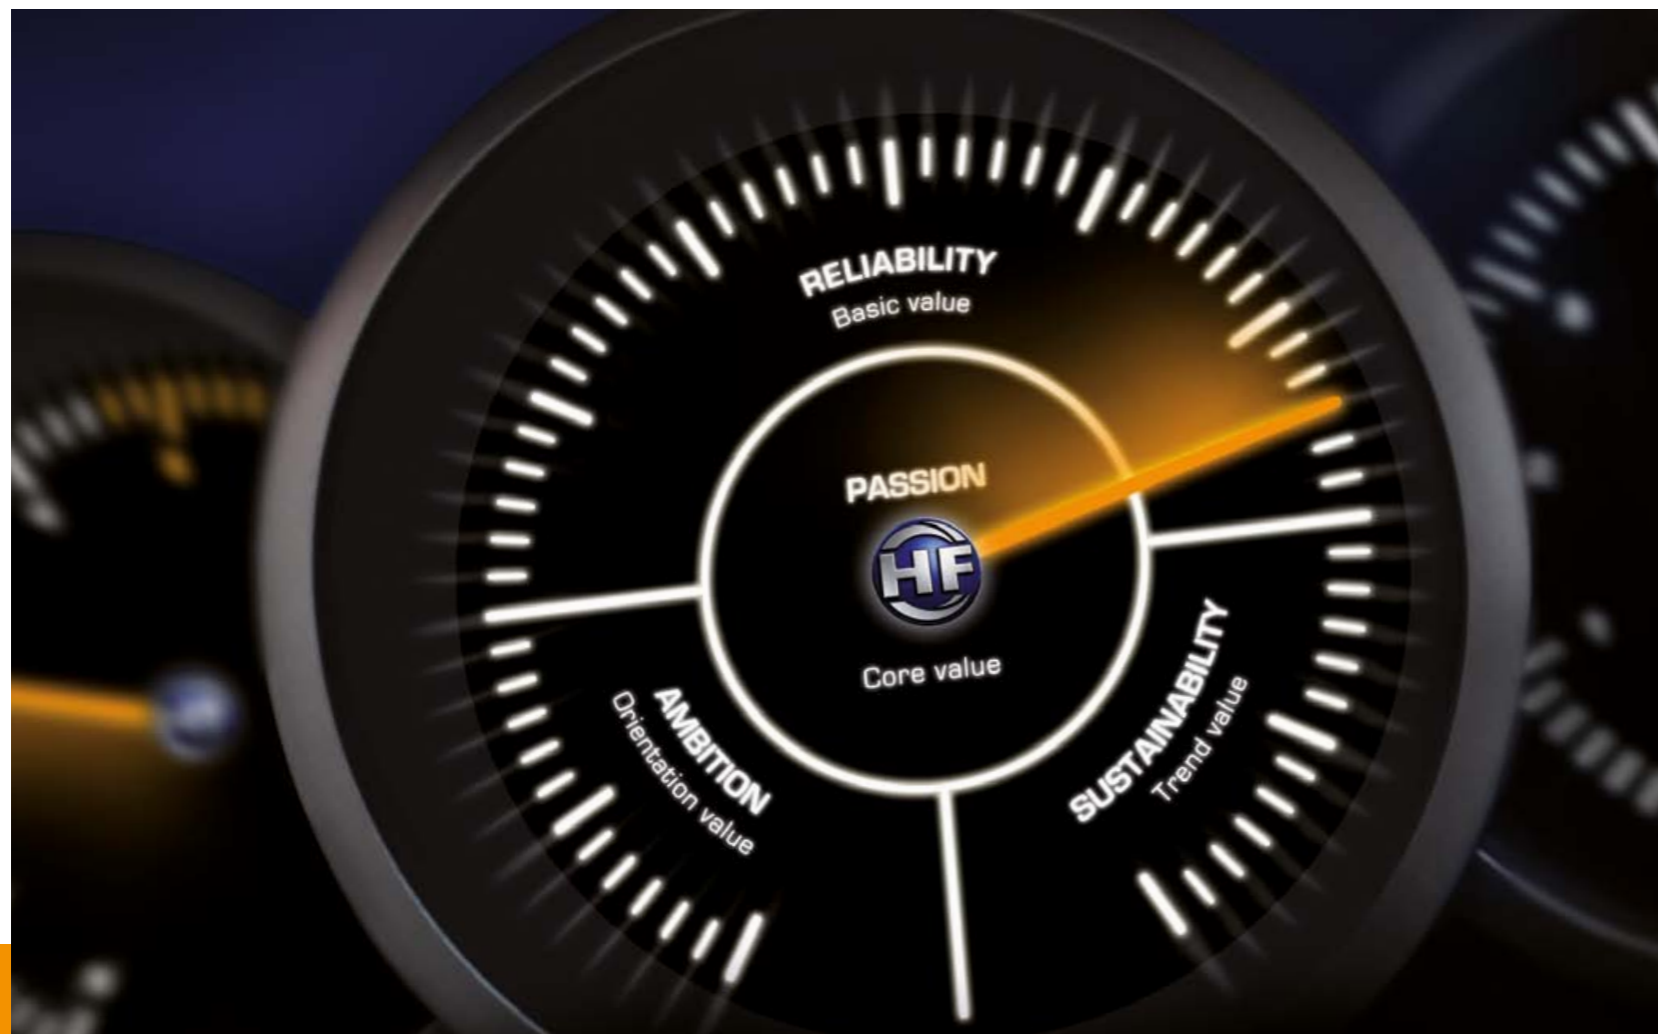 RELIABILITY
Basic value
PASSION
HF
Core value
AMBITION
Orientation value
SUSTAINABILITY
Trend value